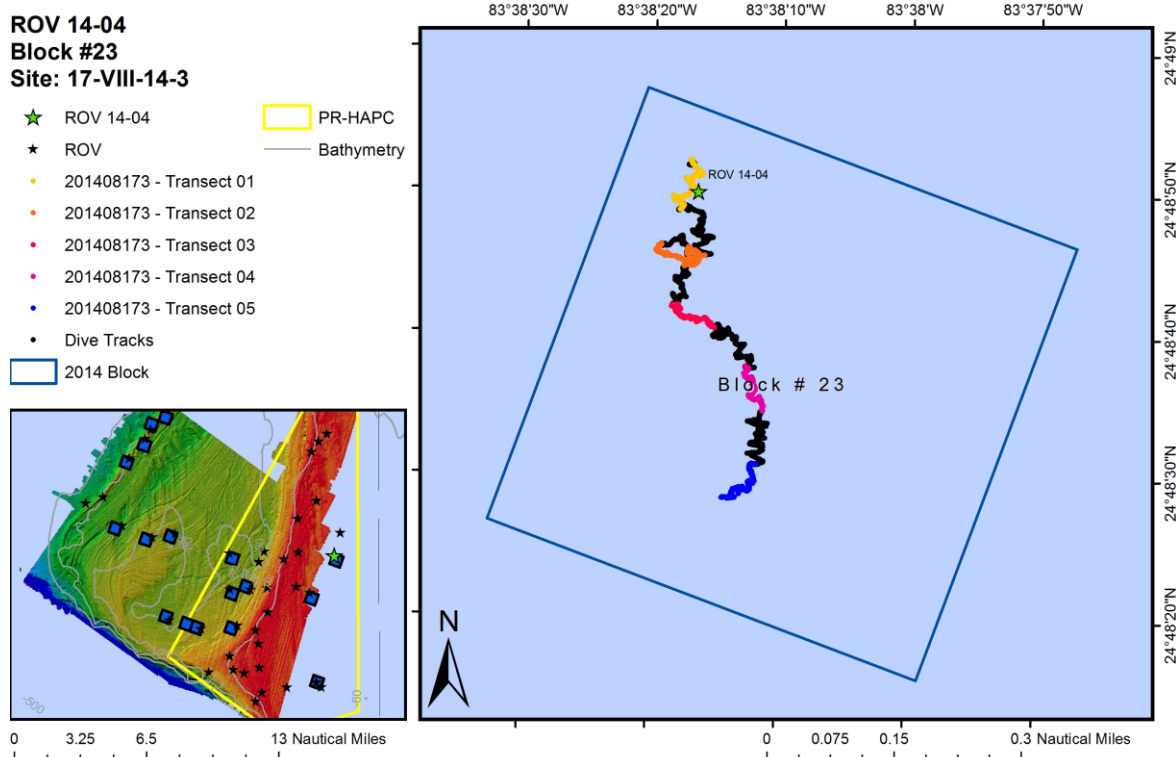 ROV 14-04
Block #23
Site: 17-VIII-14-3
ROV 14-04
PR-HAPC
ROV
Bathymetry
201408173 - Transect 01
201408173 - Transect 02
201408173 - Transect 03
201408173 - Transect 04
201408173 - Transect 05
Dive Tracks
2014 Block
83°38'30"W 83°38'20"W 83°38'10"W 83°38'W 83°37'50"W
24°49'N
24°48'50"N
24°48'40"N
24°48'30"N
24°48'20"N
ROV 14-04
Block # 23
N
-500
-60
0 3.25 6.5 13 Nautical Miles
0 0.075 0.15 0.3 Nautical Miles